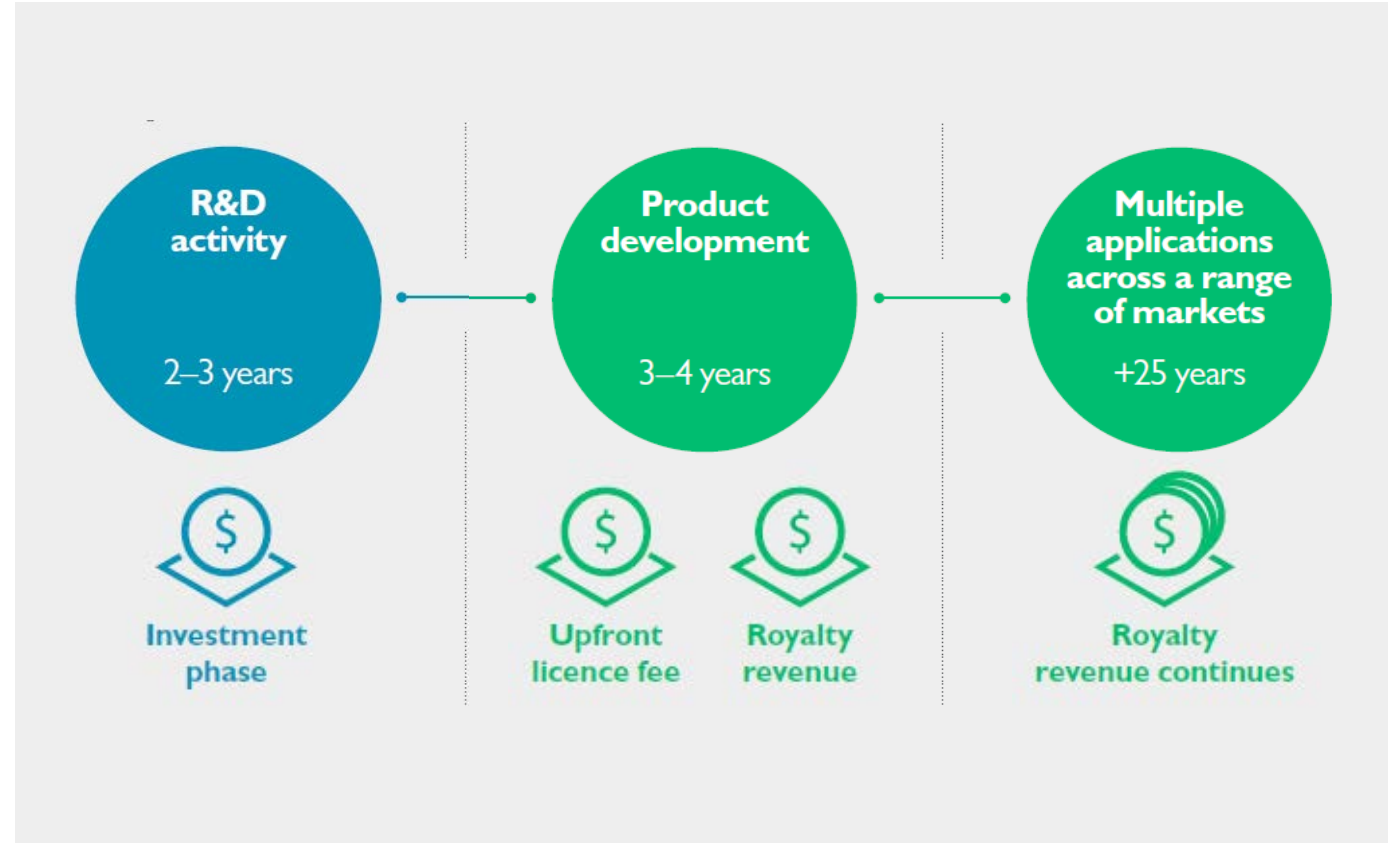 R&D
activity
2–3 years
$
Investment
phase
Product
development
3–4 years
$
Upfront
licence fee
$
Royalty
revenue
Multiple
applications
across a range
of markets
+25 years
$
Royalty
revenue continues